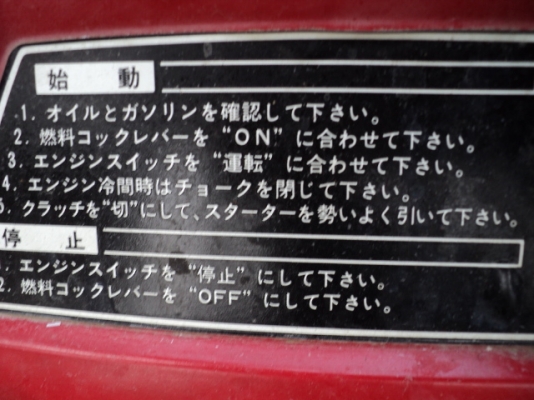 始動
1. オイルとガソリンを確認して下さい。
2. 燃料コックレバーを“ON”に合わせて下さい。
3. エンジンスイッチを“運転”に合わせて下さい。
4. エンジン冷間時はチョークを閉じて下さい。
5. クラッチを“切”にして、スターターを勢いよく引いて下さい。
停止
1. エンジンスイッチを“停止”にして下さい。
2. 燃料コックレバーを“OFF”にして下さい。